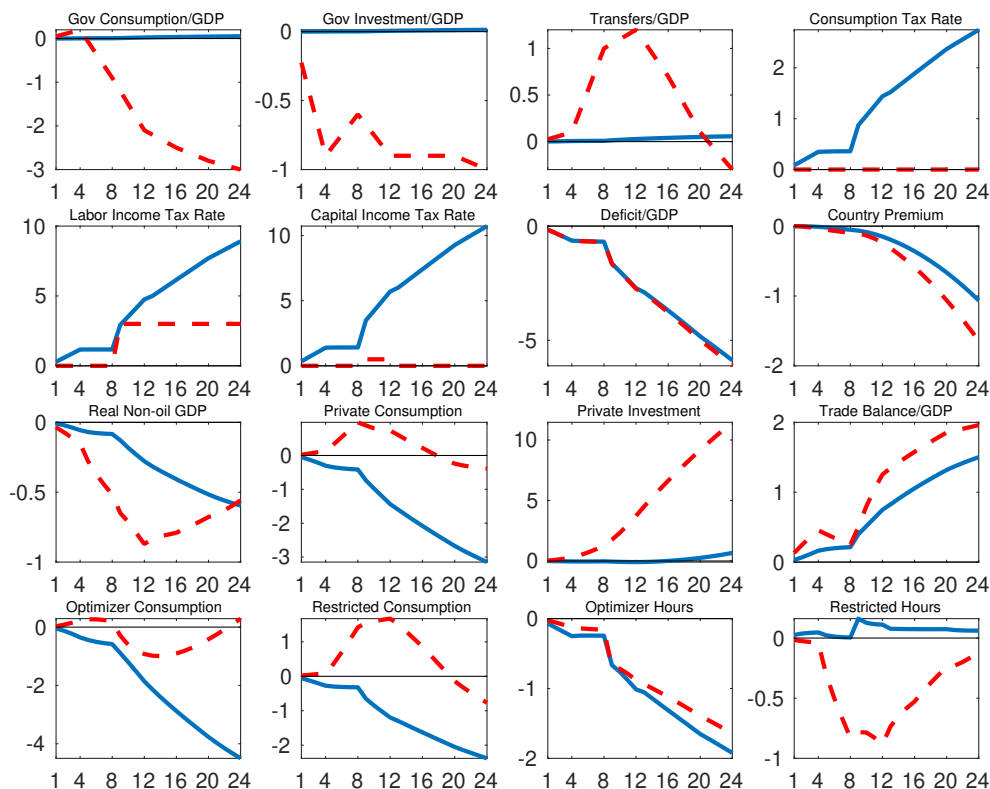 Gov Consumption/GDP Gov Investment/GDP Transfers/GDP Consumption Tax Rate
0 0 1 2
-1 -0.5 0.5 1
-2 0
-3 -1 0
1 4 8 12 16 20 24 1 4 8 12 16 20 24 1 4 8 12 16 20 24 1 4 8 12 16 20 24
Labor Income Tax Rate Capital Income Tax Rate Deficit/GDP Country Premium
10 10 0 0
5 5 -5 -1
0 0 -2
1 4 8 12 16 20 24 1 4 8 12 16 20 24 1 4 8 12 16 20 24 1 4 8 12 16 20 24
Real Non-oil GDP Private Consumption Private Investment Trade Balance/GDP
0 1 10 2
-0.5 0 5 1
-1 -1 0 0
-2
-3
1 4 8 12 16 20 24 1 4 8 12 16 20 24 1 4 8 12 16 20 24 1 4 8 12 16 20 24
Optimizer Consumption Restricted Consumption Optimizer Hours Restricted Hours
0 1 0 0
-2 0 -1 -0.5
-4 -1 -2 -1
-2
1 4 8 12 16 20 24 1 4 8 12 16 20 24 1 4 8 12 16 20 24 1 4 8 12 16 20 24